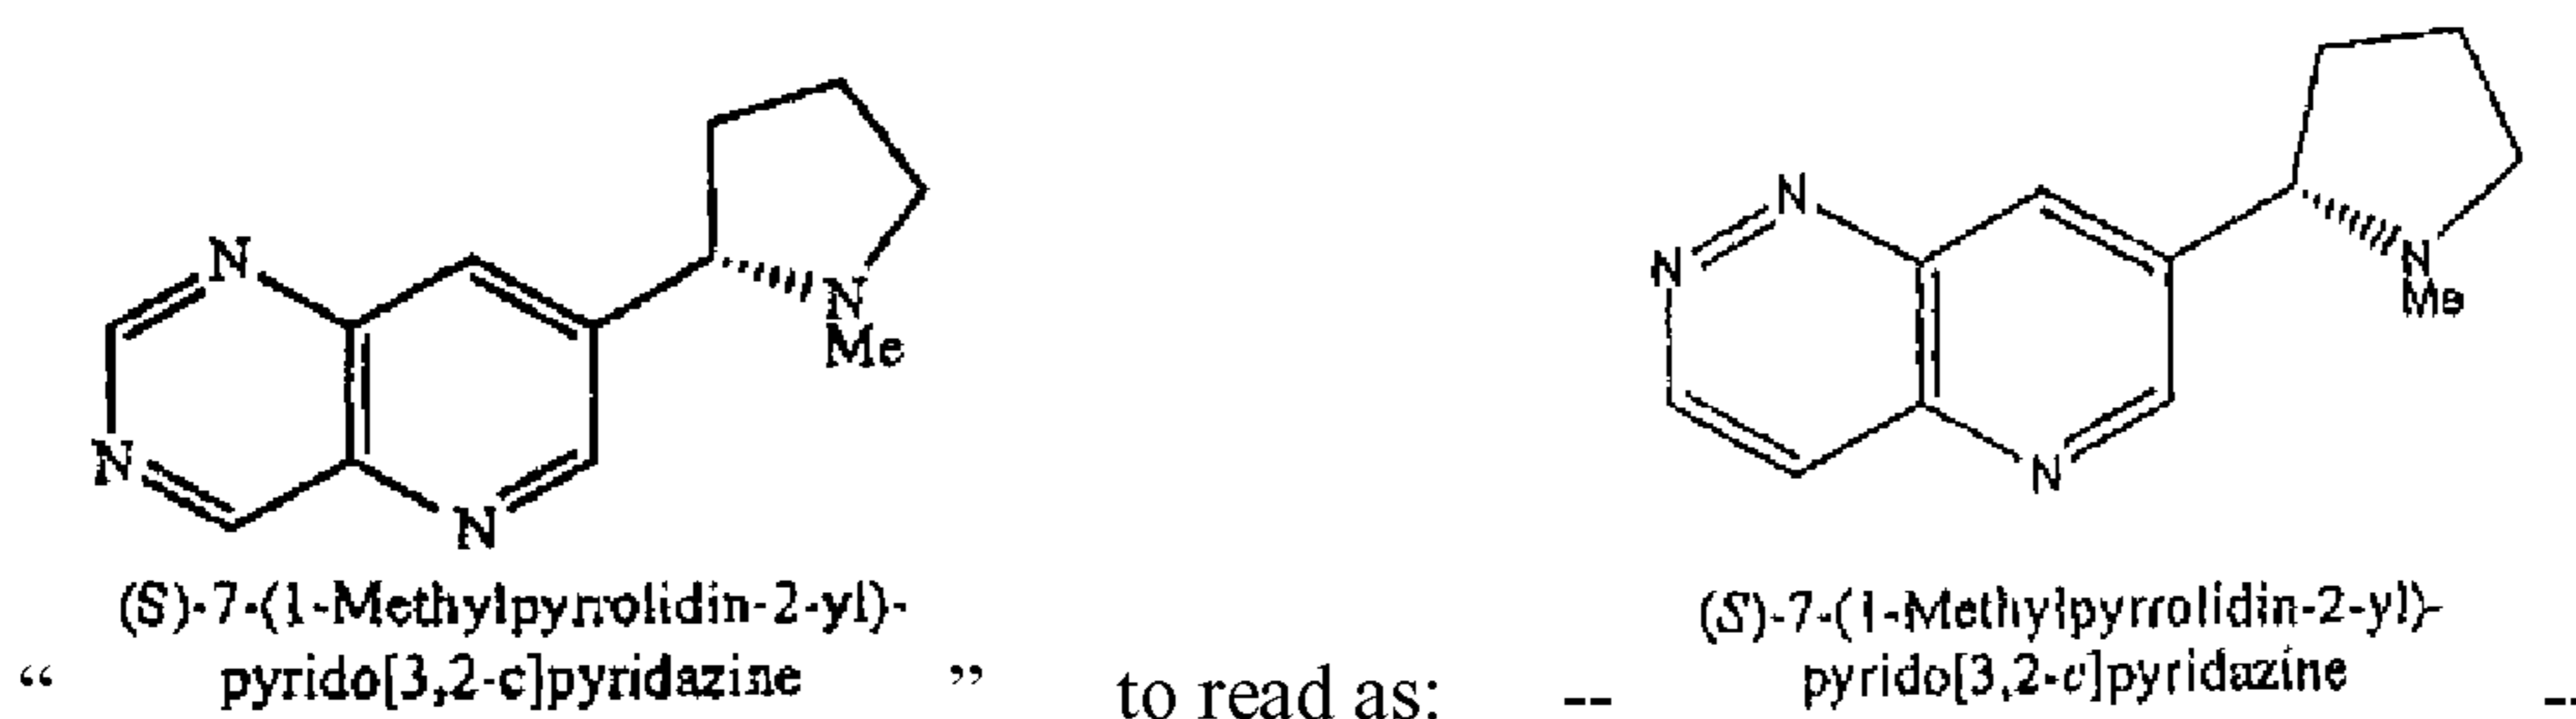 N
N
N
N
Me
(S)-7-(1-Methylpyrrolidin-2-yl)-
“ pyrido[3,2-c]pyridazine ” to read as: --
N
N
N
N
Me
(S)-7-(1-Methylpyrrolidin-2-yl)-
pyrido[3,2-c]pyridazine --